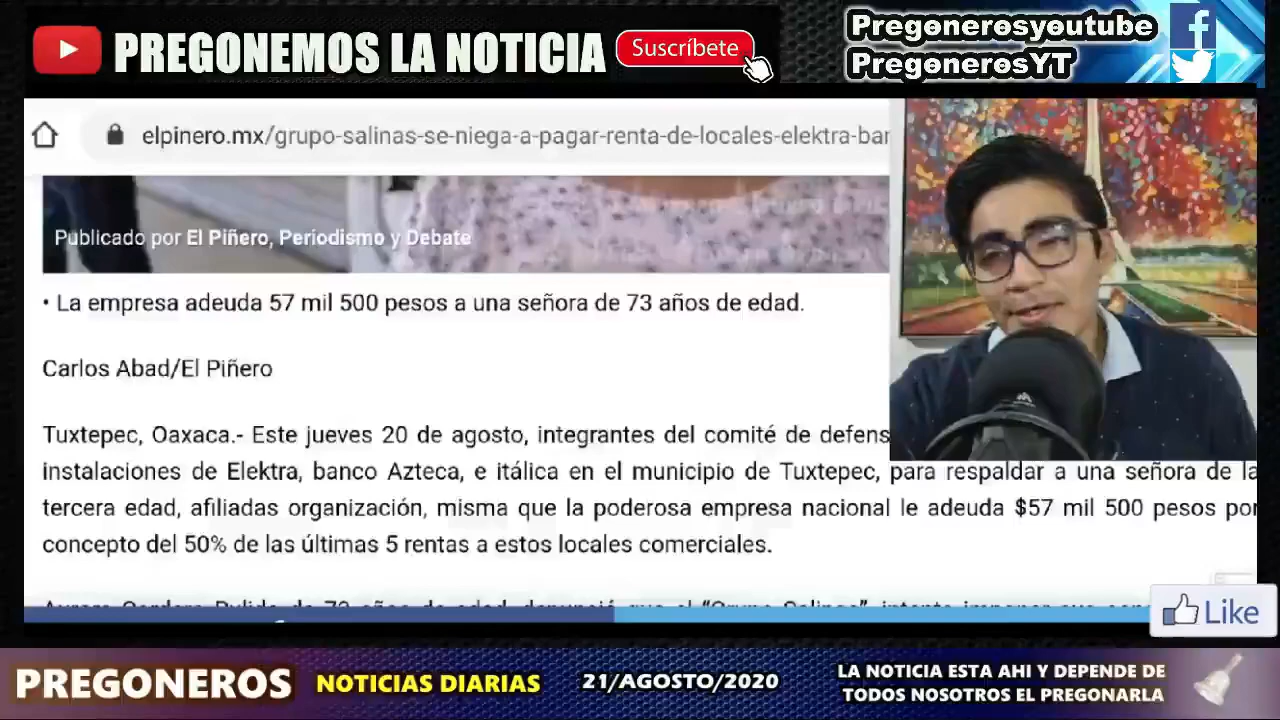 PREGONEMOS LA NOTICIA
Suscríbete
Pregonerosyoutube
PregonerosYT
elpinero.mx/grupo-salinas-se-niega-a-pagar-renta-de-locales-elektra-ban
Publicado por El Piñero, Periodismo y Debate
• La empresa adeuda 57 mil 500 pesos a una señora de 73 años de edad.
Carlos Abad/El Piñero
Tuxtepec, Oaxaca.- Este jueves 20 de agosto, integrantes del comité de defens
instalaciones de Elektra, banco Azteca, e itálica en el municipio de Tuxtepec, para respaldar a una señora de la
tercera edad, afiliadas organización, misma que la poderosa empresa nacional le adeuda $57 mil 500 pesos por
concepto del 50% de las últimas 5 rentas a estos locales comerciales.
Like
PREGONEROS
NOTICIAS DIARIAS
21/AGOSTO/2020
LA NOTICIA ESTA AHI Y DEPENDE DE
TODOS NOSOTROS EL PREGONARLA